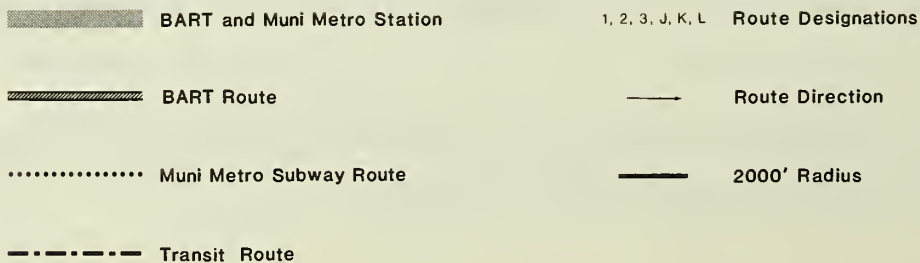 BART and Muni Metro Station
1, 2, 3, J, K, L Route Designations
BART Route
Route Direction
Muni Metro Subway Route
2000' Radius
Transit Route